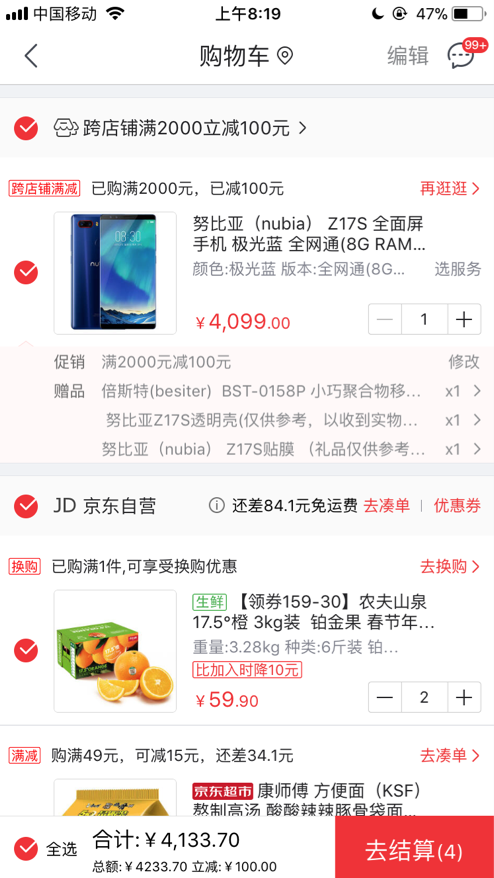 中国移动
上午8:19
47%
购物车
编辑
99+
跨店铺满2000立减100元
跨店铺满减 已购满2000元，已减100元 再逛逛
努比亚（nubia） Z17S 全面屏
手机 极光蓝 全网通(8G RAM...
颜色:极光蓝 版本:全网通(8G... 选服务
¥4,099.00
1
促销 满2000元减100元 修改
赠品 倍斯特(besiter) BST-0158P 小巧聚合物移... x1
努比亚Z17S透明壳(仅供参考，以收到实物... x1
努比亚（nubia） Z17S贴膜 （礼品仅供参考... x1
JD 京东自营 还差84.1元免运费 去凑单 | 优惠券
换购 已购满1件,可享受换购优惠 去换购
生鲜 【领券159-30】农夫山泉
17.5°橙 3kg装 铂金果 春节年...
重量:3.28kg 种类:6斤装 铂...
比加入时降10元
¥59.90
2
满减 购满49元，可减15元，还差34.1元 去凑单
京东超市 康师傅 方便面（KSF）
熬制高汤 酸酸辣辣豚骨袋面...
全选
合计:¥4,133.70
总额:¥4233.70 立减:¥100.00
去结算(4)